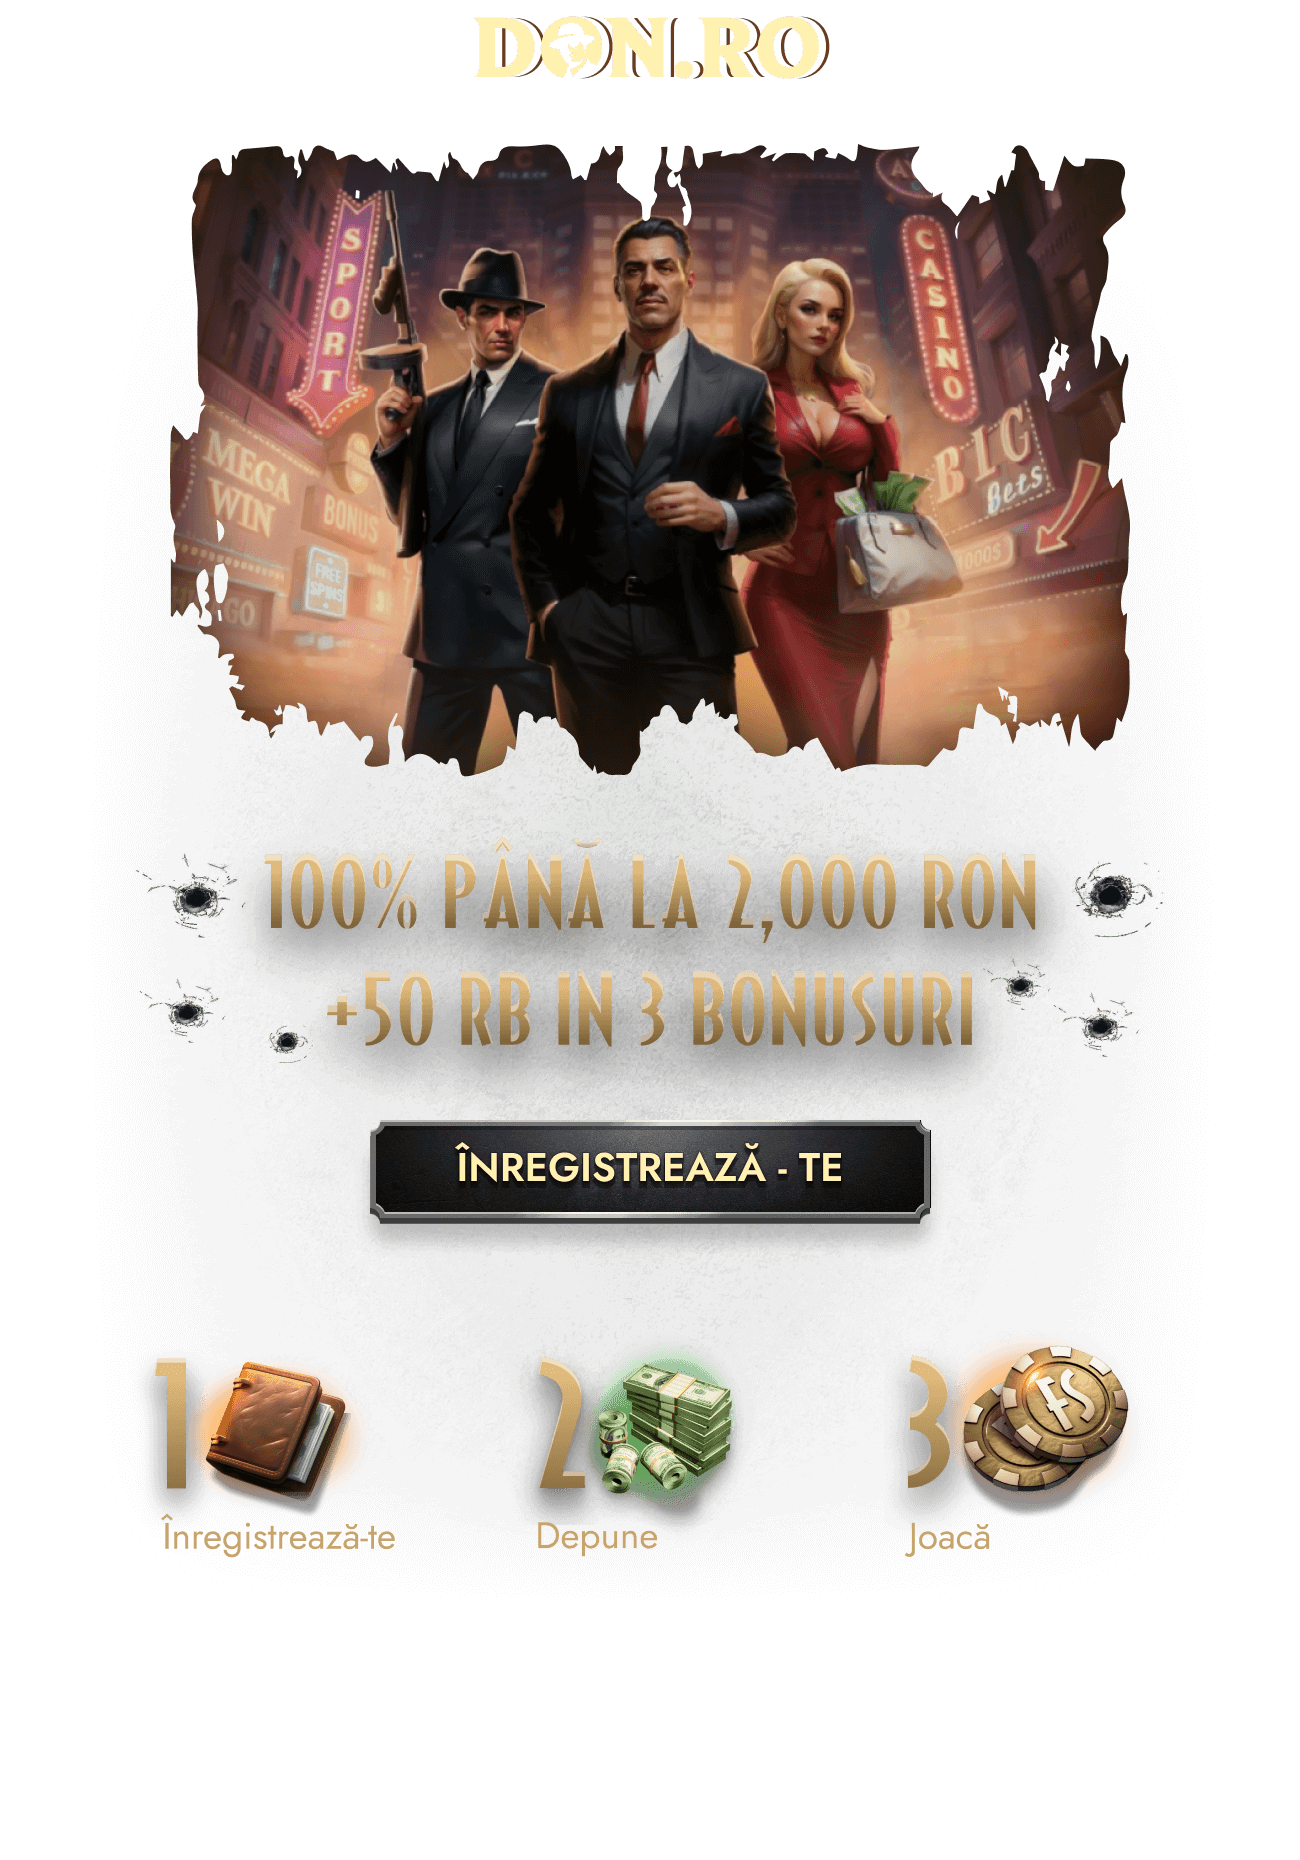 DON.RO
SPORT
CASINO
MEGA
WIN
BONUS
FREE
SPINS
BIG
Bets
100% PÂNĂ LA 2,000 RON
+50 RB IN 3 BONUSURI
ÎNREGISTREAZĂ - TE
1
2
3
FS
Înregistrează-te
Depune
Joacă